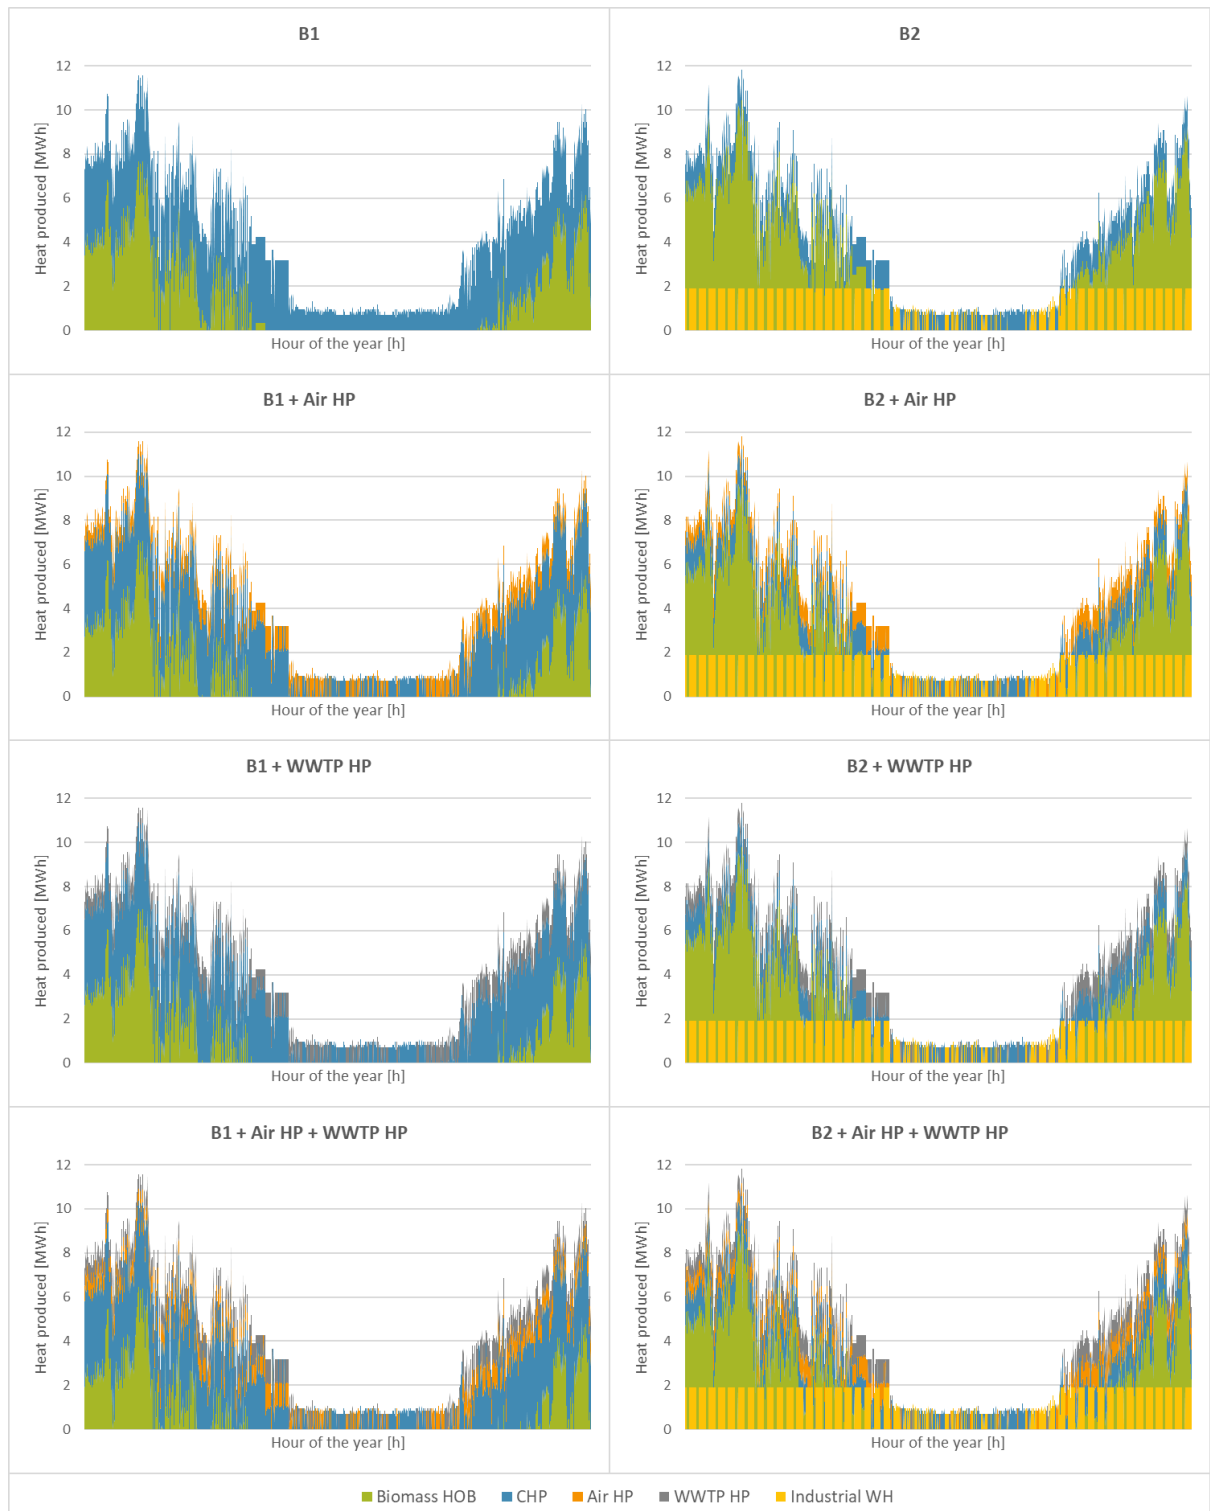 B1
12
10
8
6
4
2
0
Heat produced [MWh]
Hour of the year [h]
B2
12
10
8
6
4
2
0
Heat produced [MWh]
Hour of the year [h]
B1 + Air HP
12
10
8
6
4
2
0
Heat produced [MWh]
Hour of the year [h]
B2 + Air HP
12
10
8
6
4
2
0
Heat produced [MWh]
Hour of the year [h]
B1 + WWTP HP
12
10
8
6
4
2
0
Heat produced [MWh]
Hour of the year [h]
B2 + WWTP HP
12
10
8
6
4
2
0
Heat produced [MWh]
Hour of the year [h]
B1 + Air HP + WWTP HP
12
10
8
6
4
2
0
Heat produced [MWh]
Hour of the year [h]
B2 + Air HP + WWTP HP
12
10
8
6
4
2
0
Heat produced [MWh]
Hour of the year [h]
Biomass HOB CHP Air HP WWTP HP Industrial WH